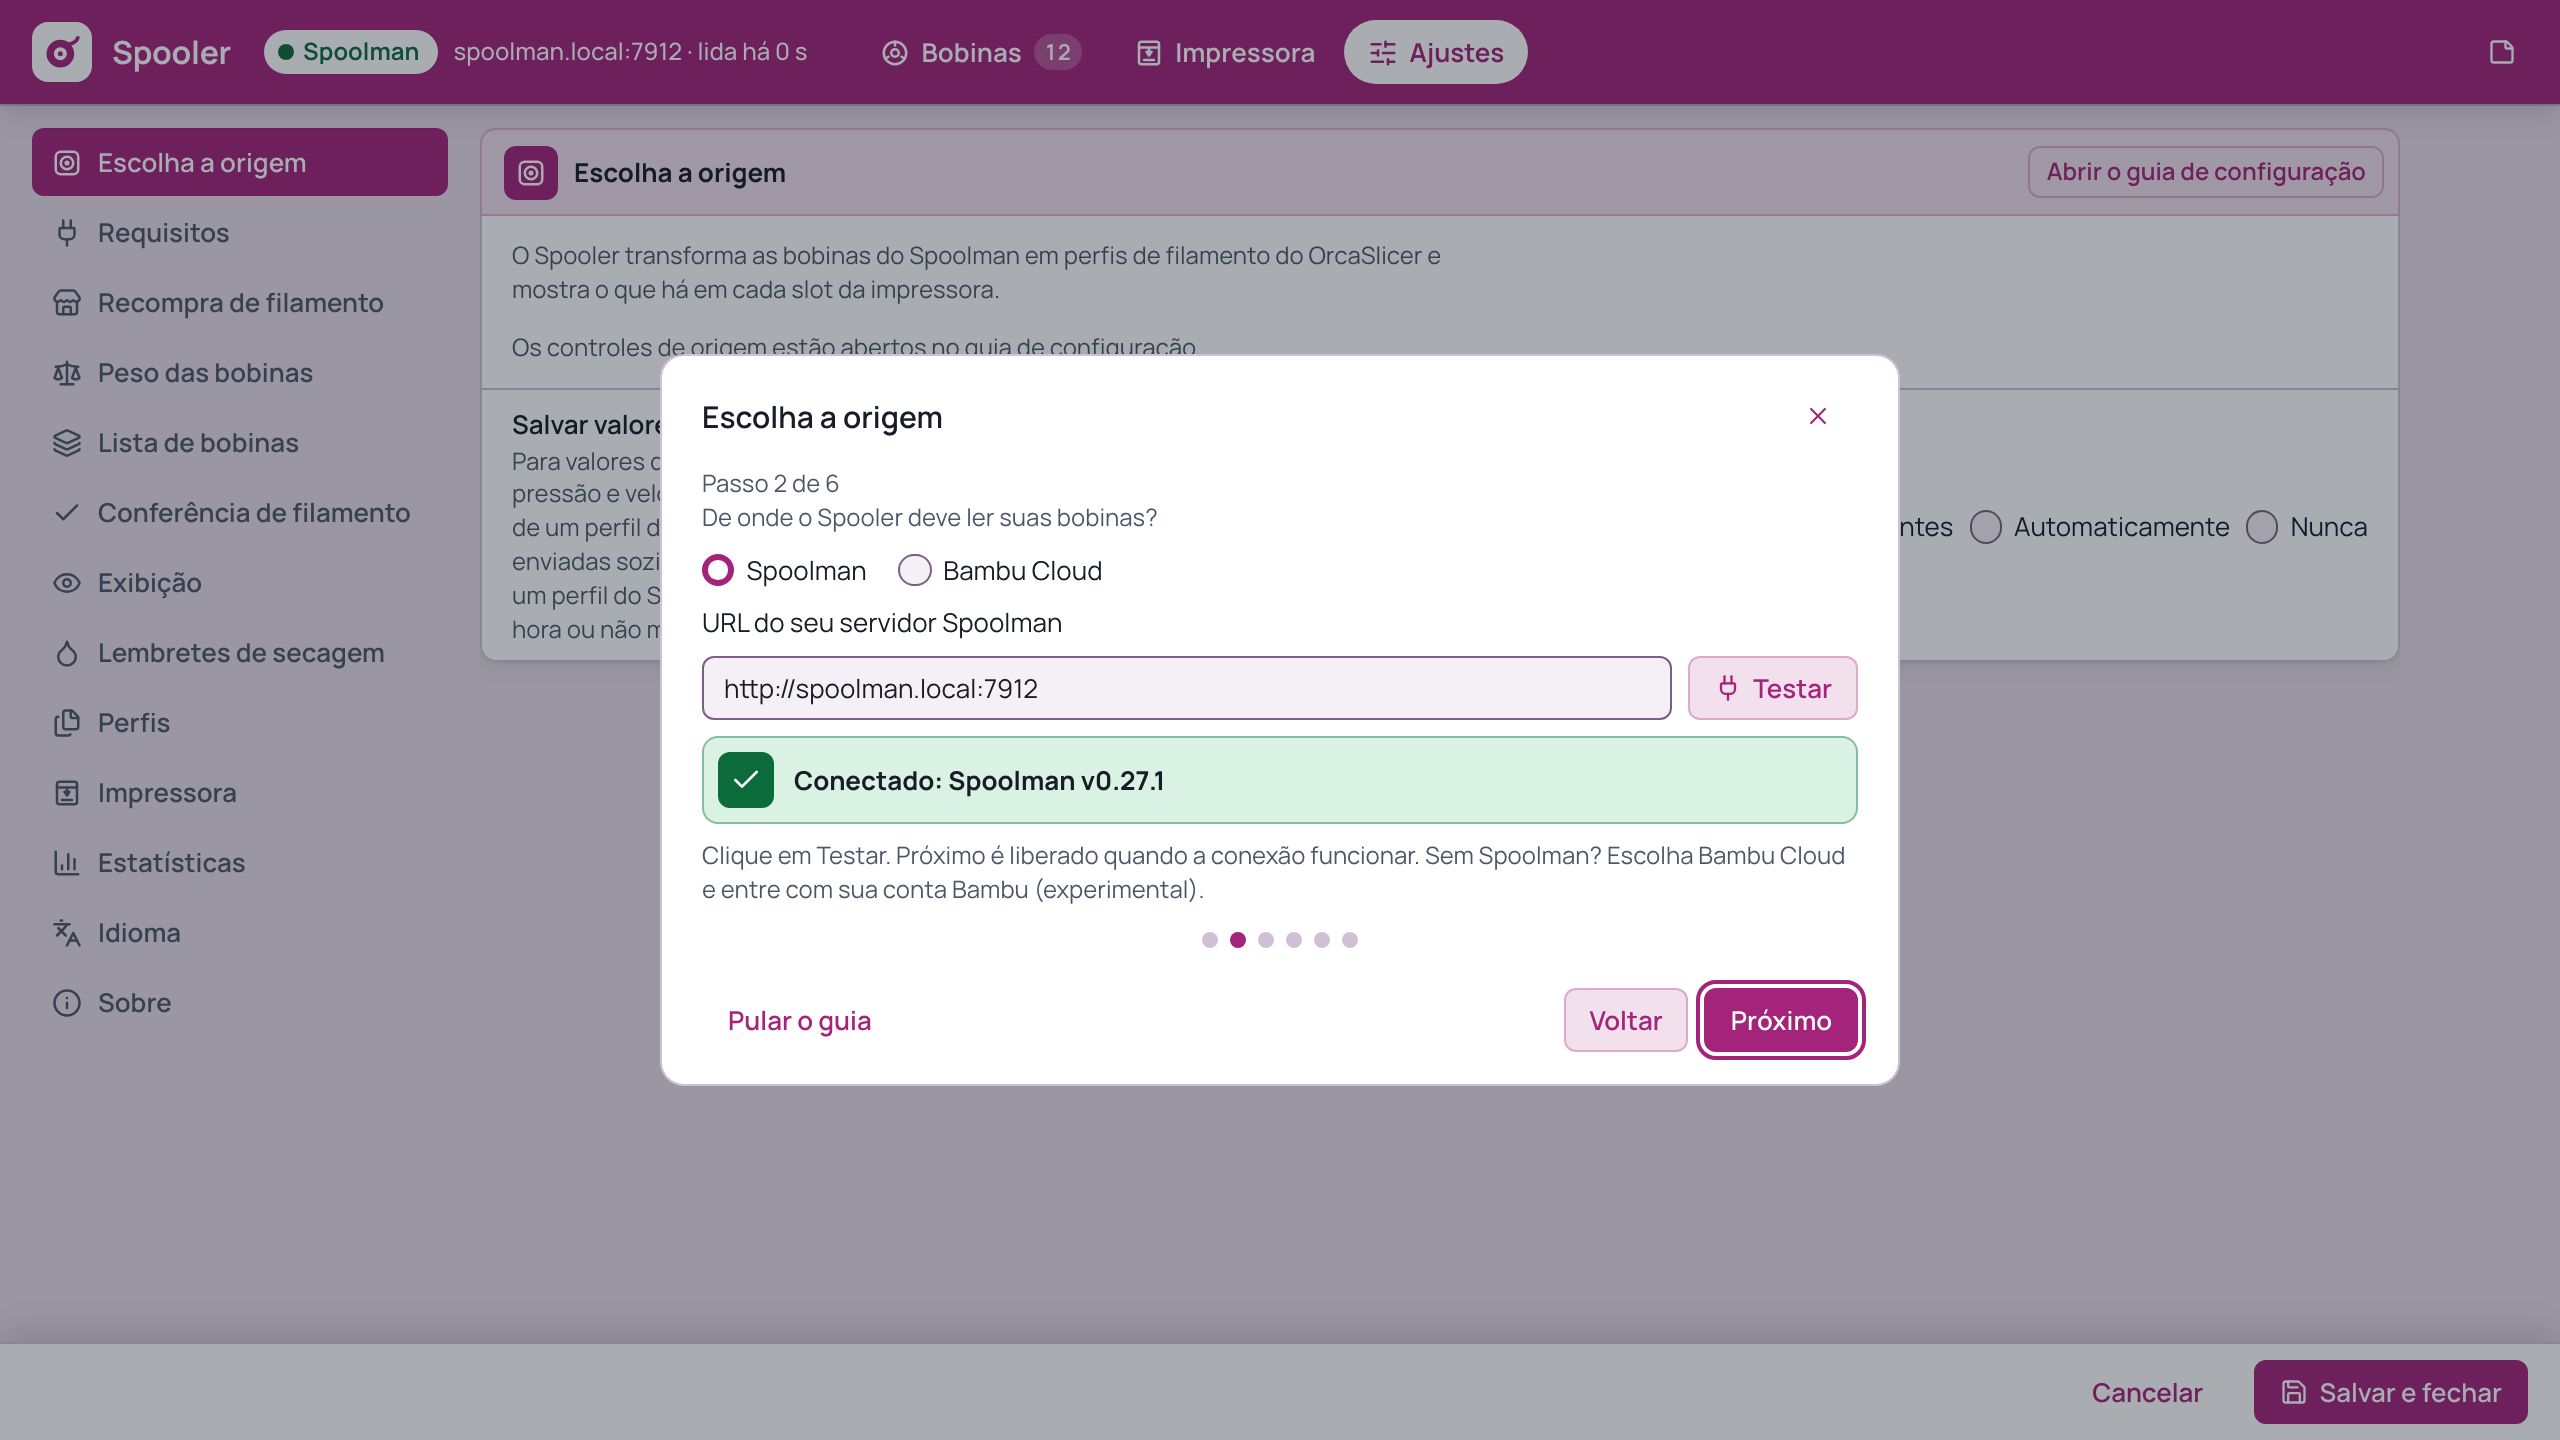 Spooler
Spoolman
spoolman.local:7912 · lida há 0 s
Bobinas 12
Impressora
Ajustes
Escolha a origem
Requisitos
Recompra de filamento
Peso das bobinas
Lista de bobinas
Conferência de filamento
Exibição
Lembretes de secagem
Perfis
Impressora
Estatísticas
Idioma
Sobre
Escolha a origem
Abrir o guia de configuração
O Spooler transforma as bobinas do Spoolman em perfis de filamento do OrcaSlicer e
mostra o que há em cada slot da impressora.
Os controles de origem estão abertos no guia de configuração
Salvar
Para valores
pressão e
de um perfil
enviadas
um perfil do
hora ou não
Automaticamente
Nunca
Escolha a origem
Passo 2 de 6
De onde o Spooler deve ler suas bobinas?
Spoolman
Bambu Cloud
URL do seu servidor Spoolman
http://spoolman.local:7912
Testar
Conectado: Spoolman v0.27.1
Clique em Testar. Próximo é liberado quando a conexão funcionar. Sem Spoolman? Escolha Bambu Cloud
e entre com sua conta Bambu (experimental).
Pular o guia
Voltar
Próximo
Cancelar
Salvar e fechar